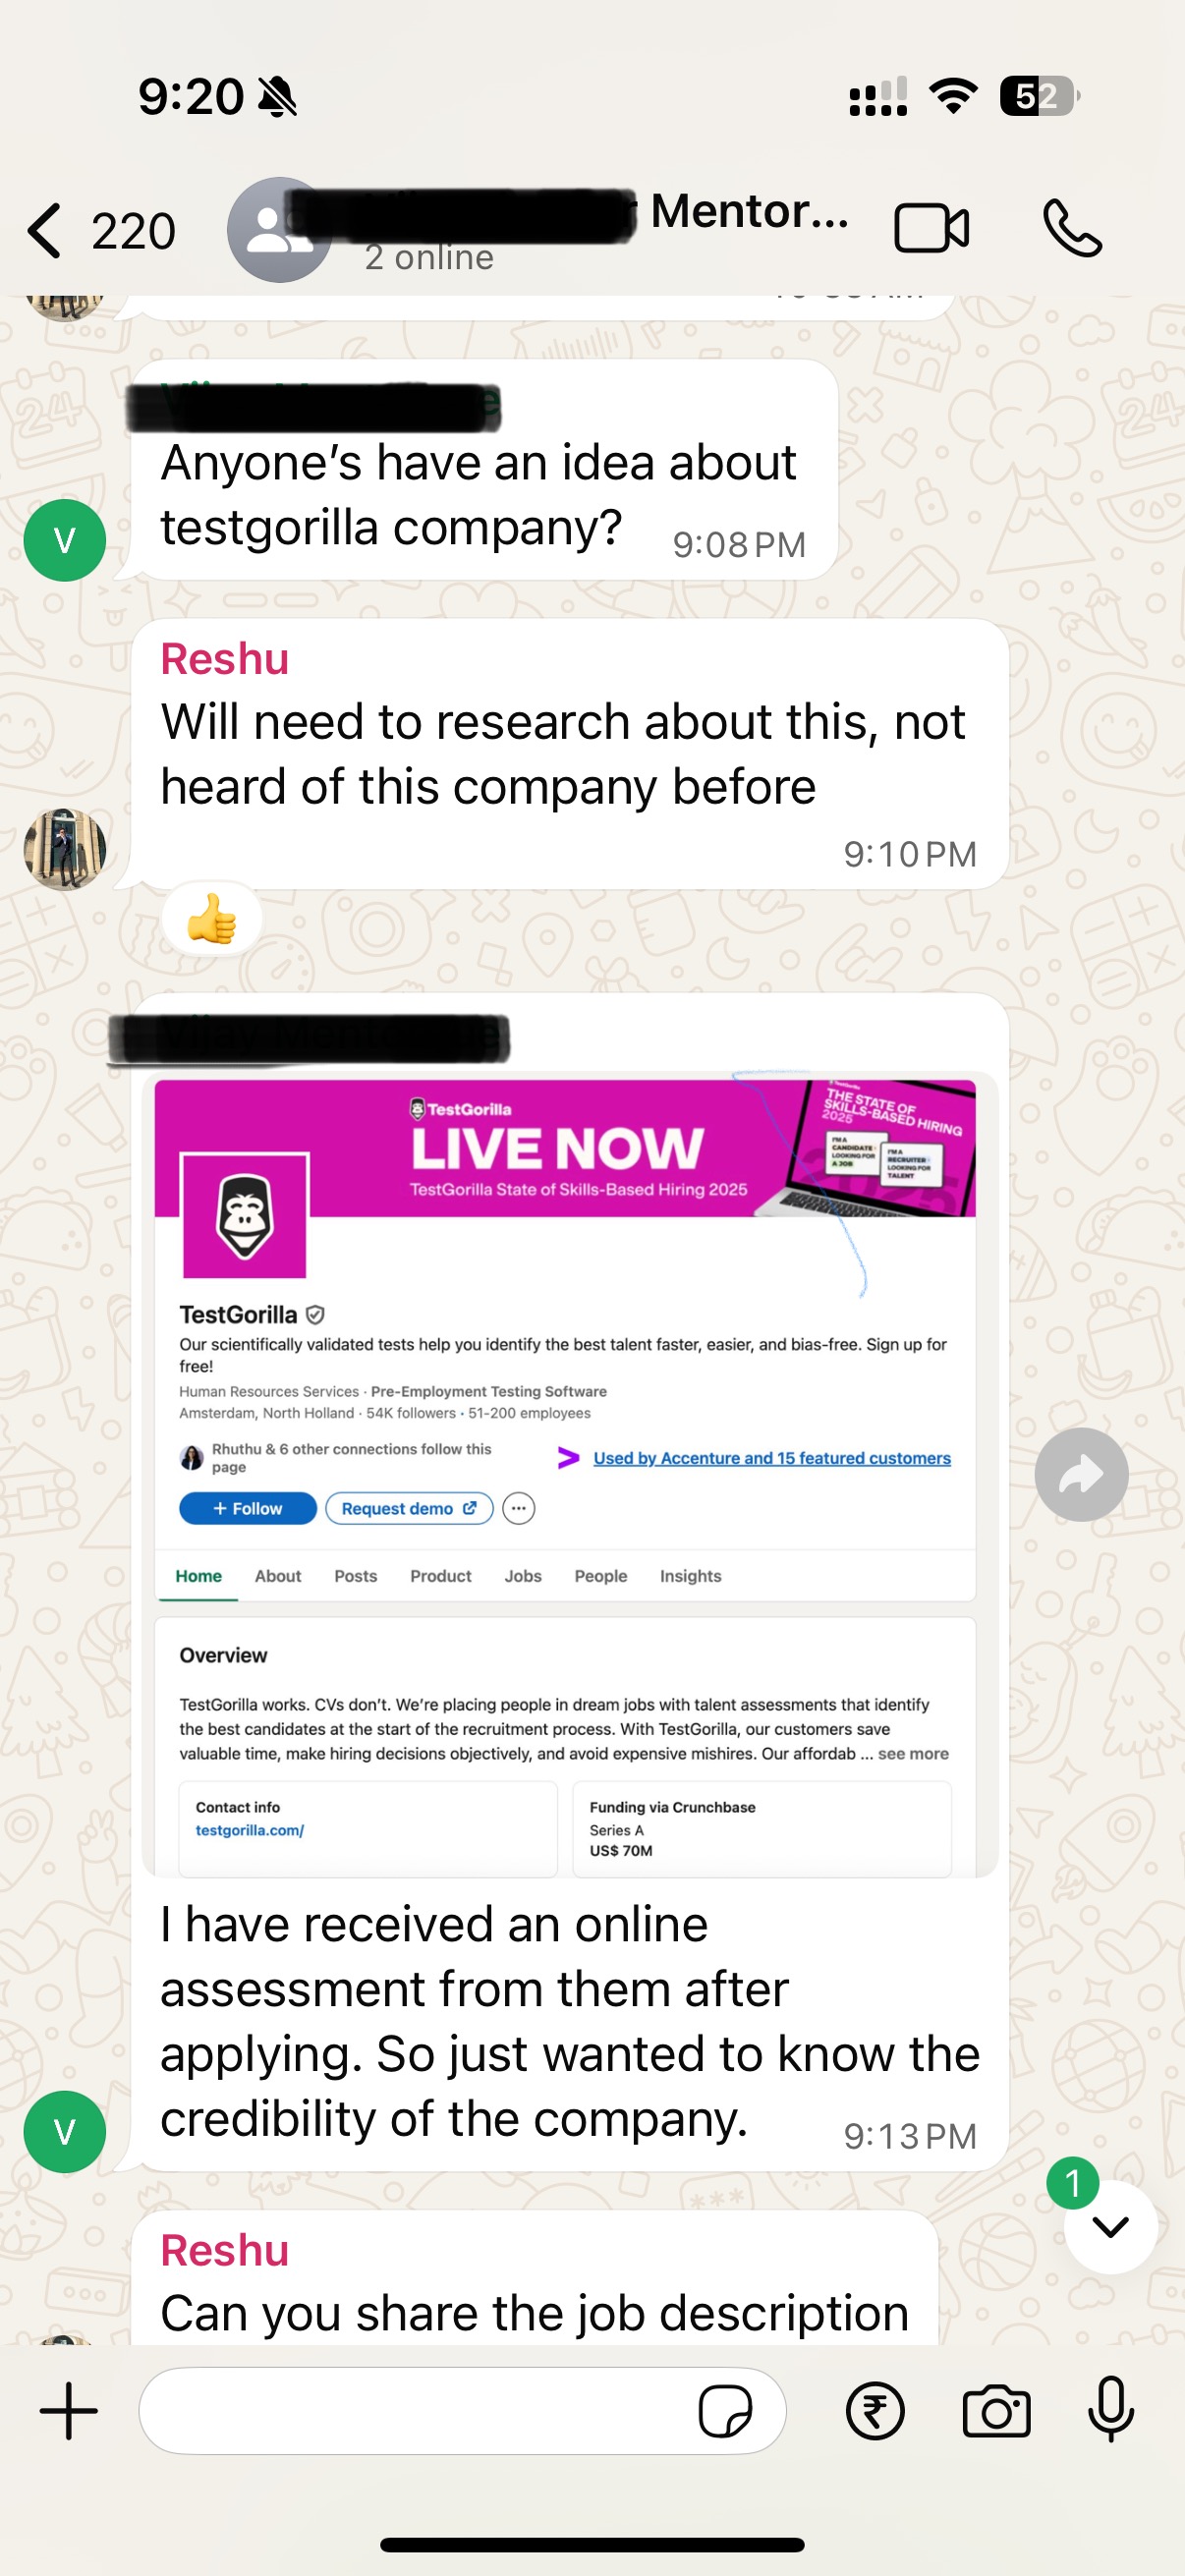 9:20
52
220
Mentor...
2 online
Anyone's have an idea about
testgorilla company?
9:08 PM
V
Reshu
Will need to research about this, not
heard of this company before
9:10 PM
TestGorilla
LIVE NOW
TestGorilla State of Skills-Based Hiring 2025
TestGorilla
THE STATE OF
SKILLS-BASED HIRING
2025
I'M A
CANDIDATE
LOOKING FOR
A JOB
I'M A
RECRUITER
LOOKING FOR
TALENT
2025
TestGorilla
Our scientifically validated tests help you identify the best talent faster, easier, and bias-free. Sign up for
free!
Human Resources Services · Pre-Employment Testing Software
Amsterdam, North Holland · 54K followers · 51-200 employees
Rhuthu & 6 other connections follow this
page
Used by Accenture and 15 featured customers
+ Follow
Request demo
Home About Posts Product Jobs People Insights
Overview
TestGorilla works. CVs don't. We're placing people in dream jobs with talent assessments that identify
the best candidates at the start of the recruitment process. With TestGorilla, our customers save
valuable time, make hiring decisions objectively, and avoid expensive mishires. Our affordab ... see more
Contact info
testgorilla.com/
Funding via Crunchbase
Series A
US$ 70M
I have received an online
assessment from them after
applying. So just wanted to know the
credibility of the company.
9:13 PM
V
1
Reshu
Can you share the job description
₹